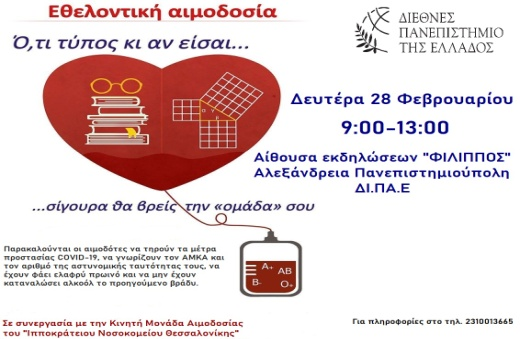 Εθελοντική αιμοδοσία
Ό,τι τύπος κι αν είσαι...
ΔΙΕΘΝΕΣ
ΠΑΝΕΠΙΣΤΗΜΙΟ
ΤΗΣ ΕΛΛΑΔΟΣ
Δευτέρα 28 Φεβρουαρίου
9:00-13:00
Αίθουσα εκδηλώσεων "ΦΙΛΙΠΠΟΣ"
Αλεξάνδρεια Πανεπιστημιούπολη
ΔΙ.ΠΑ.Ε
...σίγουρα θα βρείς την «ομάδα» σου
Παρακαλούνται οι αιμοδότες να τηρούν τα μέτρα
προστασίας COVID-19, να γνωρίζουν τον ΑΜΚΑ και
τον αριθμό της αστυνομικής ταυτότητας τους, να
έχουν φάει ελαφρύ πρωινό και να μην έχουν
καταναλώσει αλκοόλ το προηγούμενο βράδυ.
A+
AB
B-
O+
Σε συνεργασία με την Κινητή Μονάδα Αιμοδοσίας
του "Ιπποκράτειου Νοσοκομείου Θεσσαλονίκης"
Για πληροφορίες στο τηλ. 2310013665